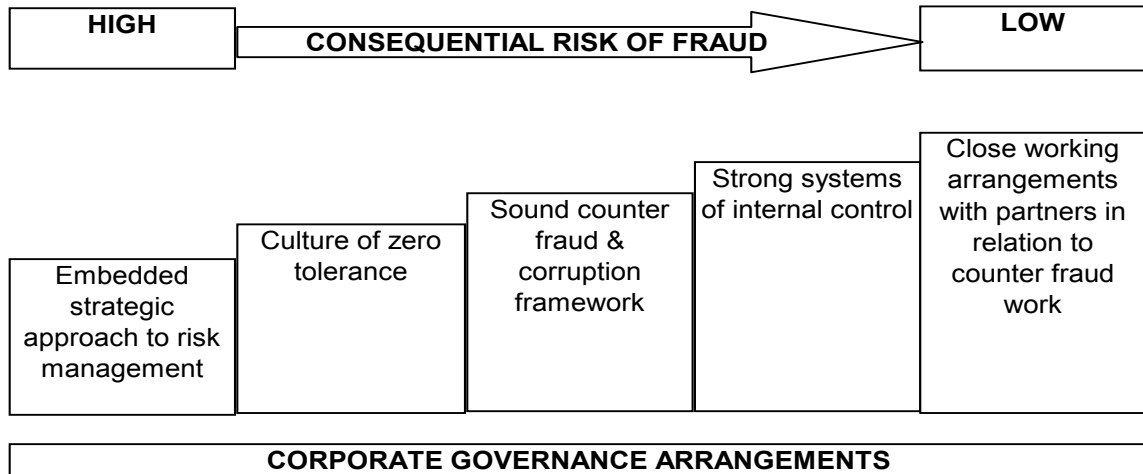 HIGH
CONSEQUENTIAL RISK OF FRAUD
LOW
Embedded
strategic
approach to risk
management
Culture of zero
tolerance
Sound counter
fraud &
corruption
framework
Strong systems
of internal control
Close working
arrangements
with partners in
relation to
counter fraud
work
CORPORATE GOVERNANCE ARRANGEMENTS